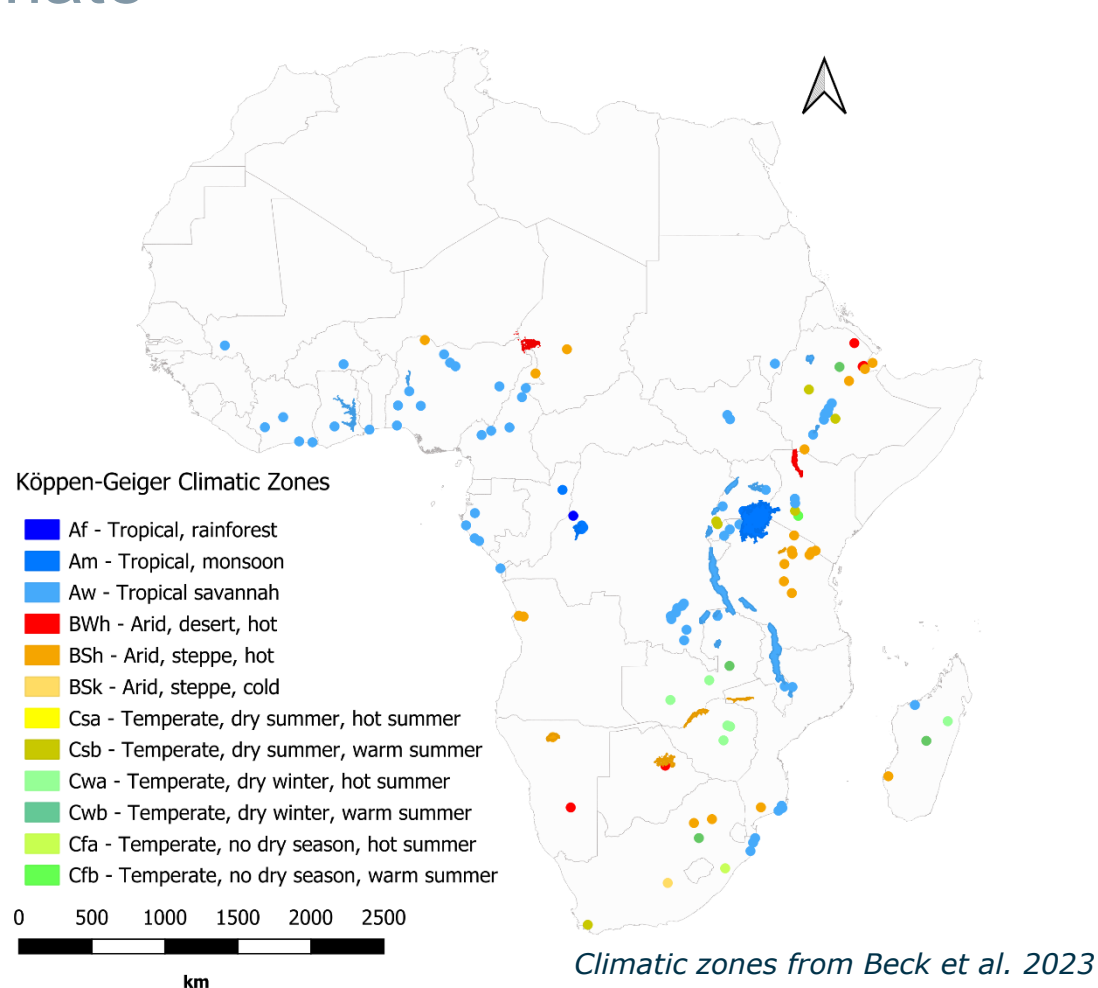 Köppen-Geiger Climatic Zones
Af - Tropical, rainforest
Am - Tropical, monsoon
Aw - Tropical savannah
BWh - Arid, desert, hot
BSh - Arid, steppe, hot
BSk - Arid, steppe, cold
Csa - Temperate, dry summer, hot summer
Csb - Temperate, dry summer, warm summer
Cwa - Temperate, dry winter, hot summer
Cwb - Temperate, dry winter, warm summer
Cfa - Temperate, no dry season, hot summer
Cfb - Temperate, no dry season, warm summer
0 500 1000 1500 2000 2500
km
Climatic zones from Beck et al. 2023